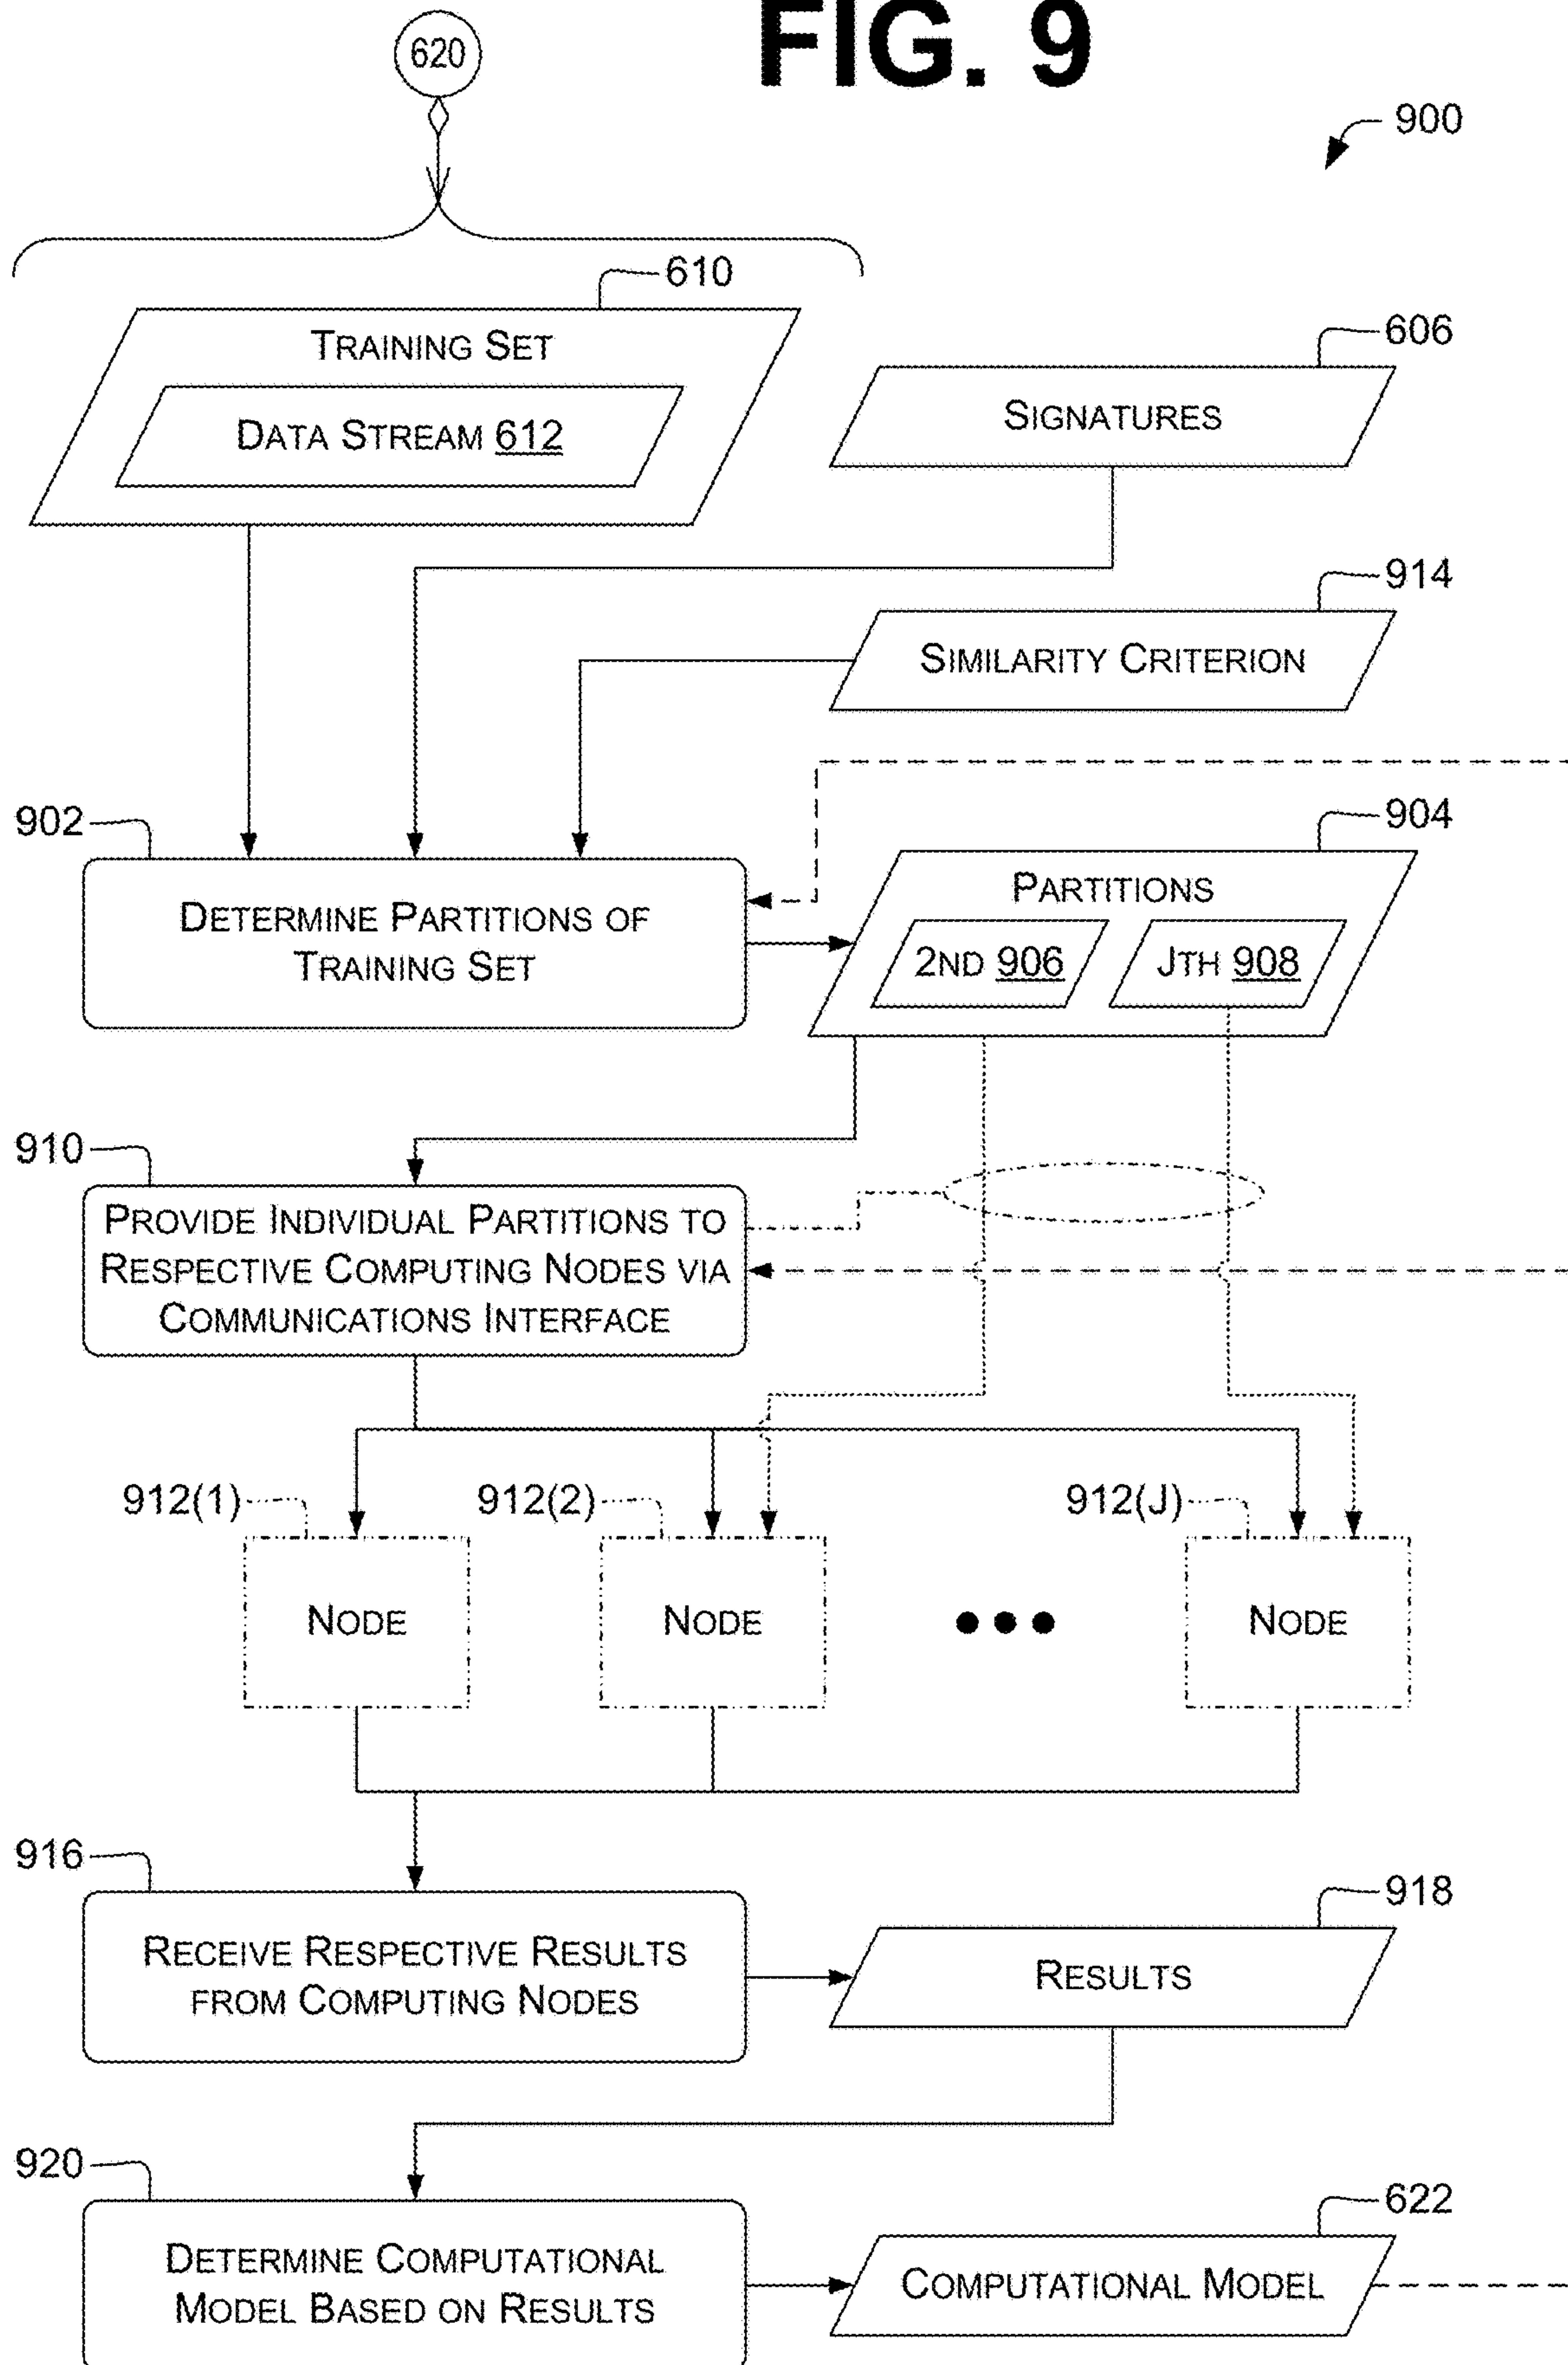 FIG. 9
620
900
610
TRAINING SET
DATA STREAM 612
606
SIGNATURES
914
SIMILARITY CRITERION
902
DETERMINE PARTITIONS OF
TRAINING SET
904
PARTITIONS
2ND 906
JTH 908
910
PROVIDE INDIVIDUAL PARTITIONS TO
RESPECTIVE COMPUTING NODES VIA
COMMUNICATIONS INTERFACE
912(1)
912(2)
912(J)
NODE
NODE
NODE
916
RECEIVE RESPECTIVE RESULTS
FROM COMPUTING NODES
918
RESULTS
920
DETERMINE COMPUTATIONAL
MODEL BASED ON RESULTS
622
COMPUTATIONAL MODEL